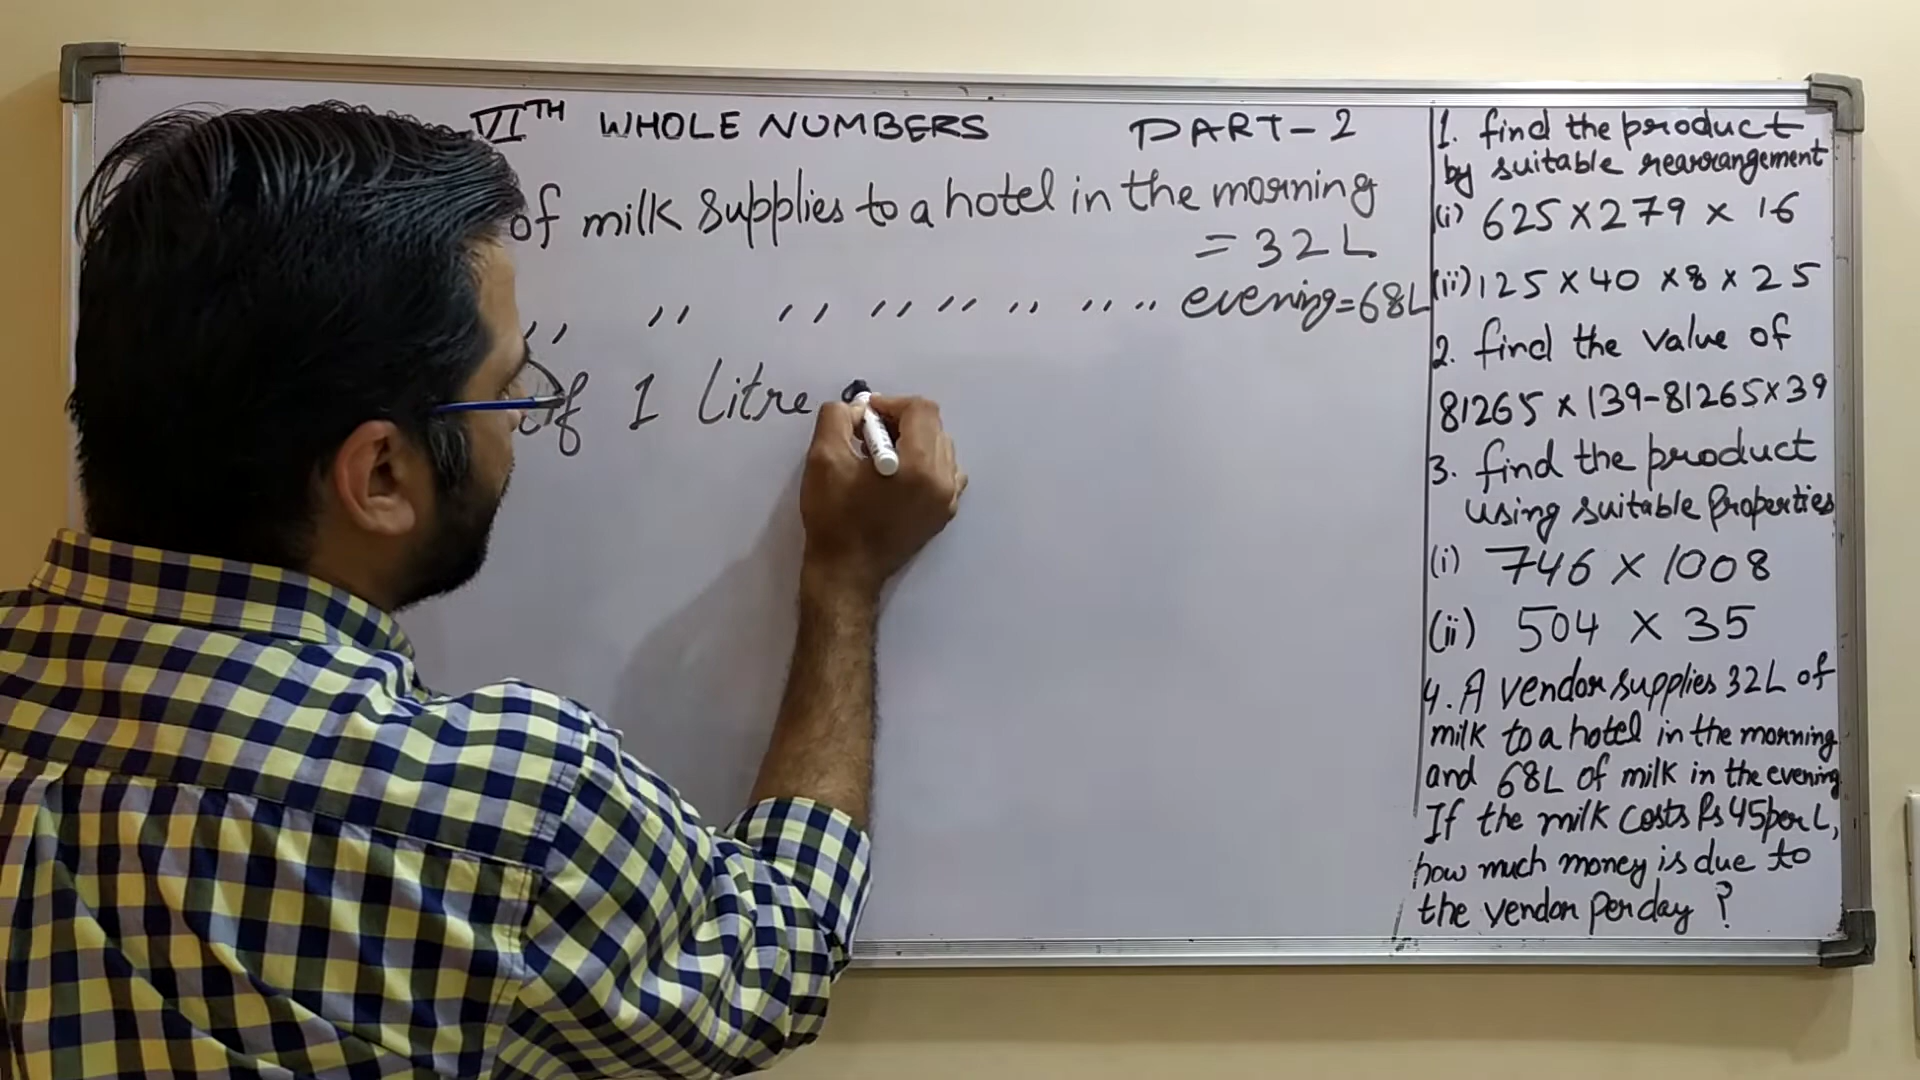 VITH WHOLE NUMBERS PART-2
of milk supplies to a hotel in the morning
= 32 L
,, ,, ,, ,, ,, ,, ,, ,, evening = 68L
of 1 Litre
1. find the product
by suitable rearrangement
(i) 625 × 279 × 16
(ii) 125 × 40 × 8 × 25
2. find the value of
81265 × 139 - 81265 × 39
3. find the product
using suitable Properties
(i) 746 × 1008
(ii) 504 × 35
4. A vendor supplies 32L of
milk to a hotel in the morning
and 68L of milk in the evening
If the milk costs Rs 45 per L,
how much money is due to
the vendor per day ?